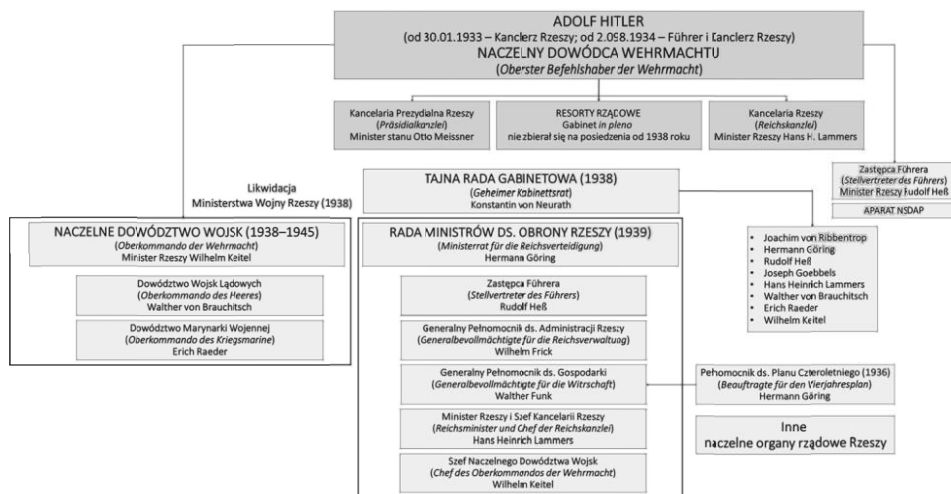 ADOLF HITLER
(od 30.01.1933 – Kanclerz Rzeszy; od 2.098.1934 – Führer i Kanclerz Rzeszy)
NACZELNY DOWÓDCA WEHRMACHTU
(Oberster Befehlshaber der Wehrmacht)
Kancelaria Prezydialna Rzeszy
(Präsidialkanzlei)
Minister stanu Otto Meissner
RESORTY RZĄDOWE
Gabinet in pleno
nie zbierał się na posiedzenia od 1938 roku
Kancelaria Rzeszy
(Reichskanzlei)
Minister Rzeszy Hans H. Lammers
Zastępca Führera
(Stellvertreter des Führers)
Minister Rzeszy Rudolf Heß
APARAT NSDAP
Likwidacja
Ministerstwa Wojny Rzeszy (1938)
TAJNA RADA GABINETOWA (1938)
(Geheimer Kabinettsrat)
Konstantin von Neurath
NACZELNE DOWÓDZTWO WOJSK (1938–1945)
(Oberkommando der Wehrmacht)
Minister Rzeszy Wilhelm Keitel
Dowództwo Wojsk Lądowych
(Oberkommando des Heeres)
Walther von Brauchitsch
Dowództwo Marynarki Wojennej
(Oberkommando des Kriegsmarine)
Erich Raeder
RADA MINISTRÓW DS. OBRONY RZESZY (1939)
(Ministerrat für die Reichsverteidigung)
Hermann Göring
Zastępca Führera
(Stellvertreter des Führers)
Rudolf Heß
Generalny Pełnomocnik ds. Administracji Rzeszy
(Generalbevollmächtigte für die Reichsverwaltung)
Wilhelm Frick
Generalny Pełnomocnik ds. Gospodarki
(Generalbevollmächtigte für die Witrschaft)
Walther Funk
Minister Rzeszy i Szef Kancelarii Rzeszy
(Reichsminister und Chef der Reichskanzlei)
Hans Heinrich Lammers
Szef Naczelnego Dowództwa Wojsk
(Chef des Oberkommandos der Wehrmacht)
Wilhelm Keitel
• Joachim von Ribbentrop
• Hermann Göring
• Rudolf Heß
• Joseph Goebbels
• Hans Heinrich Lammers
• Walther von Brauchitsch
• Erich Raeder
• Wilhelm Keitel
Pełnomocnik ds. Planu Czteroletniego (1936)
(Beauftragte für den Vierjahresplan)
Hermann Göring
Inne
naczelne organy rządowe Rzeszy